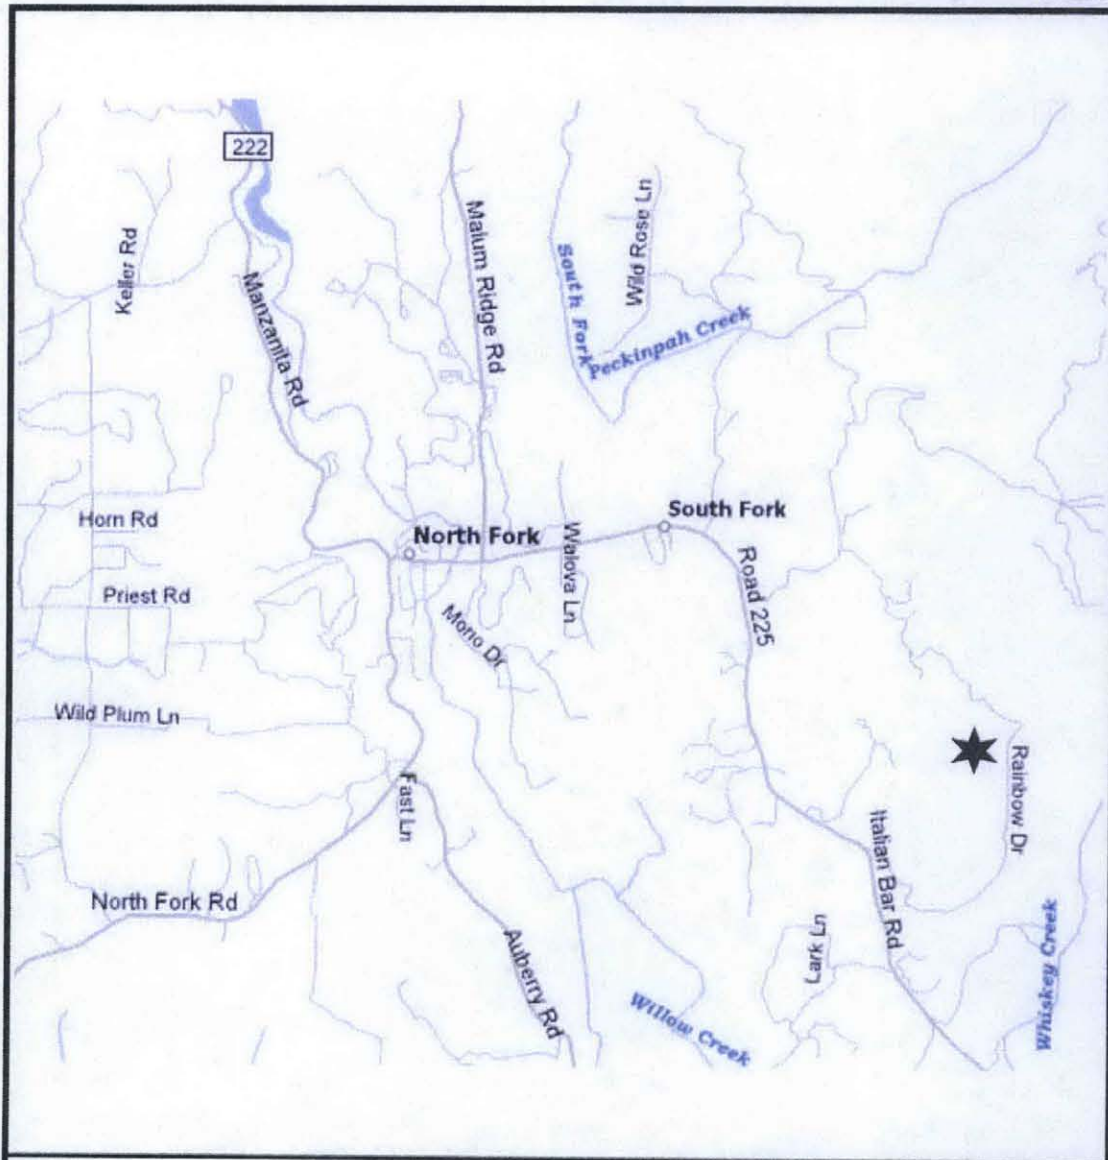 222
Keller Rd
Manzanita Rd
Malum Ridge Rd
Wild Rose Ln
South Fork
Peckinpah Creek
Horn Rd
North Fork
South Fork
Walova Ln
Road 225
Priest Rd
Mono Dr
Wild Plum Ln
Fast Ln
Rainbow Dr
Italian Bar Rd
North Fork Rd
Auberry Rd
Lark Ln
Whiskey Creek
Willow Creek